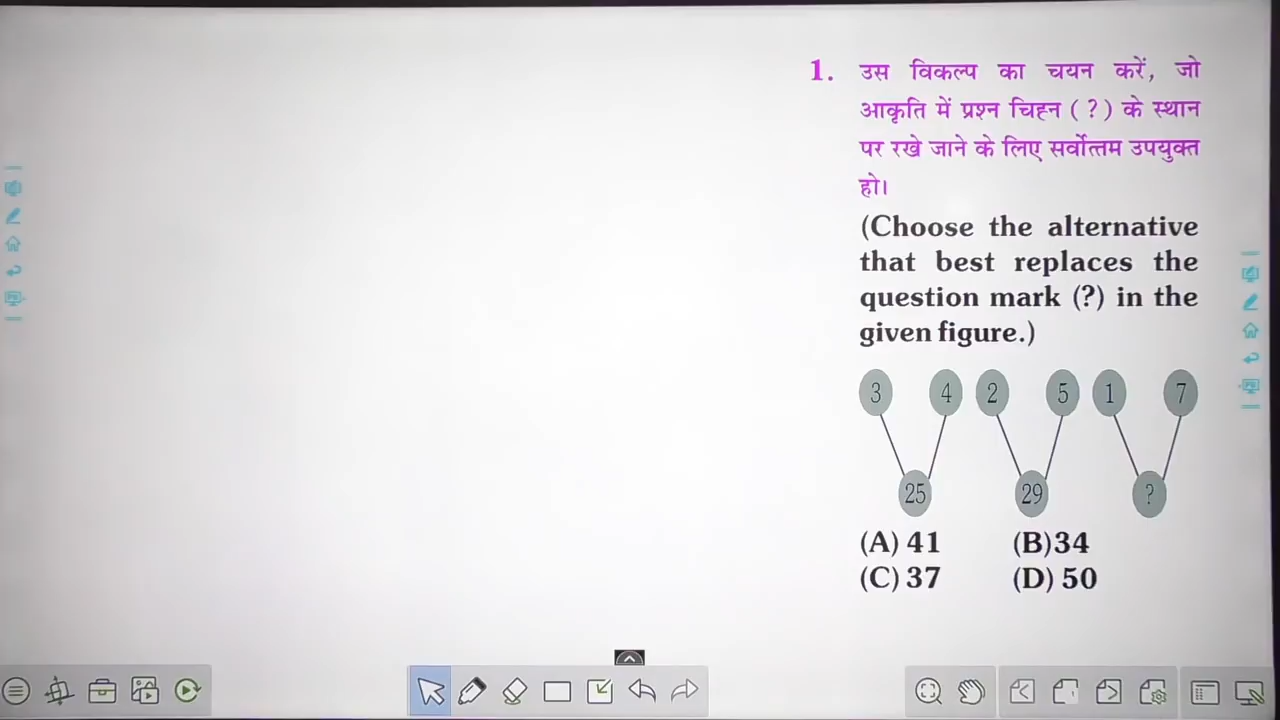 1. उस विकल्प का चयन करें, जो
आकृति में प्रश्न चिह्न ( ? ) के स्थान
पर रखे जाने के लिए सर्वोत्तम उपयुक्त
हो।
(Choose the alternative
that best replaces the
question mark (?) in the
given figure.)
3 4 2 5 1 7
25 29 ?
(A) 41 (B)34
(C) 37 (D) 50